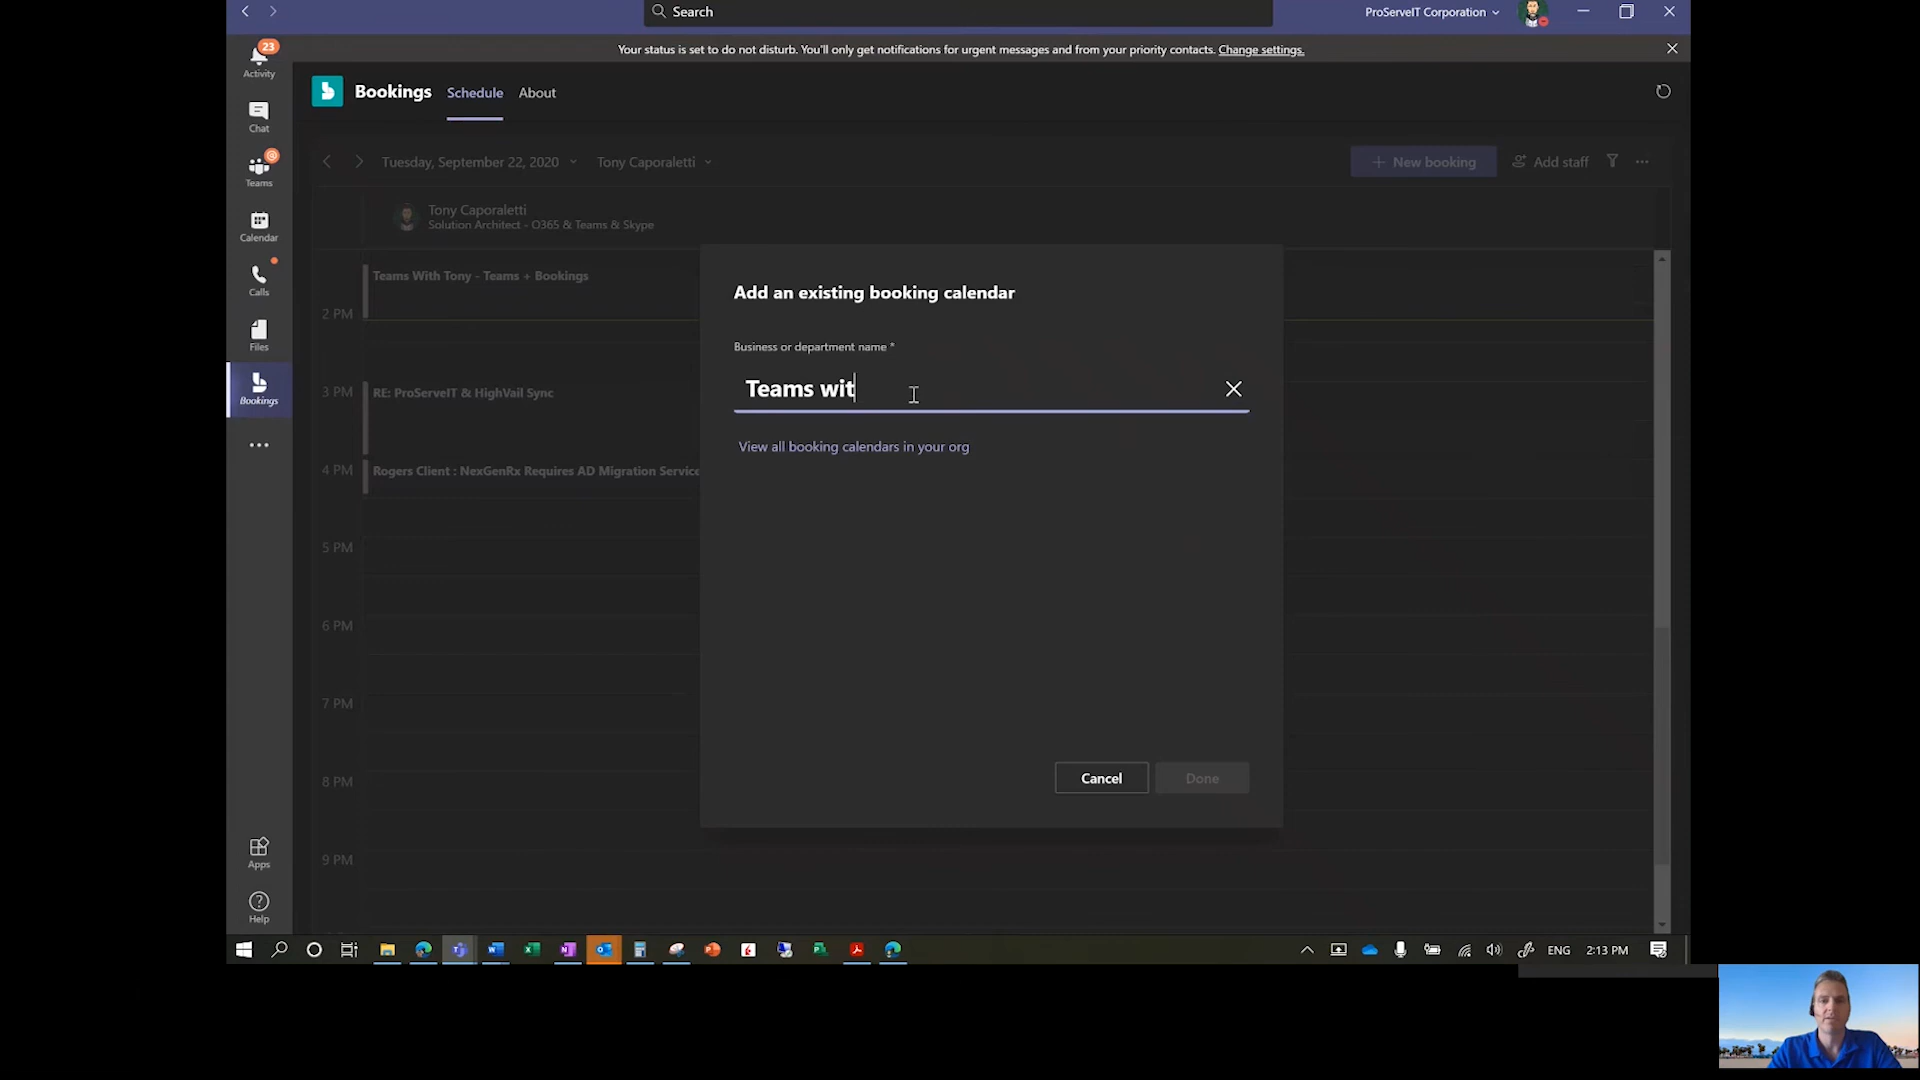 Search
ProServeIT Corporation
Your status is set to do not disturb. You'll only get notifications for urgent messages and from your priority contacts. Change settings.
23
Activity
Chat
Teams
Calendar
Calls
Files
Bookings
Apps
Help
Bookings Schedule About
Tuesday, September 22, 2020 Tony Caporaletti
+ New booking Add staff
Tony Caporaletti
Solution Architect - O365 & Teams & Skype
Teams With Tony - Teams + Bookings
2 PM
3 PM RE: ProServeIT & HighVail Sync
4 PM Rogers Client : NexGenRx Requires AD Migration Service
5 PM
6 PM
7 PM
8 PM
9 PM
Add an existing booking calendar
Business or department name *
Teams wit
View all booking calendars in your org
Cancel Done
ENG 2:13 PM